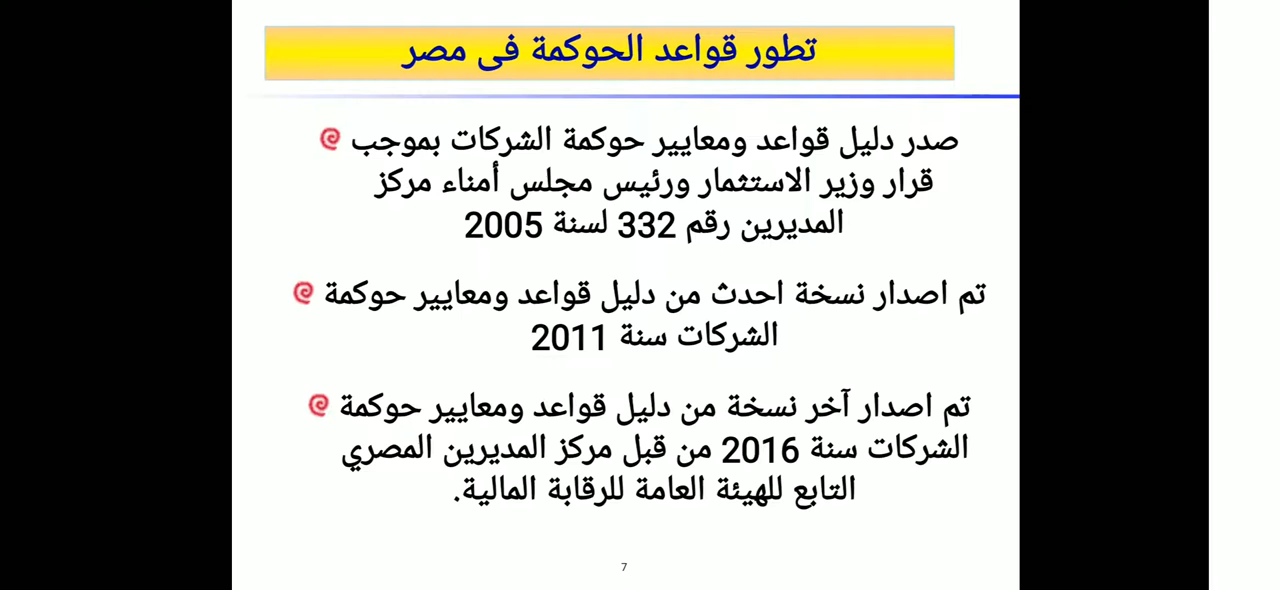 تطور قواعد الحوكمة فى مصر
صدر دليل قواعد ومعايير حوكمة الشركات بموجب
قرار وزير الاستثمار ورئيس مجلس أمناء مركز
المديرين رقم 332 لسنة 2005
تم اصدار نسخة احدث من دليل قواعد ومعايير حوكمة
الشركات سنة 2011
تم اصدار آخر نسخة من دليل قواعد ومعايير حوكمة
الشركات سنة 2016 من قبل مركز المديرين المصري
التابع للهيئة العامة للرقابة المالية.
7